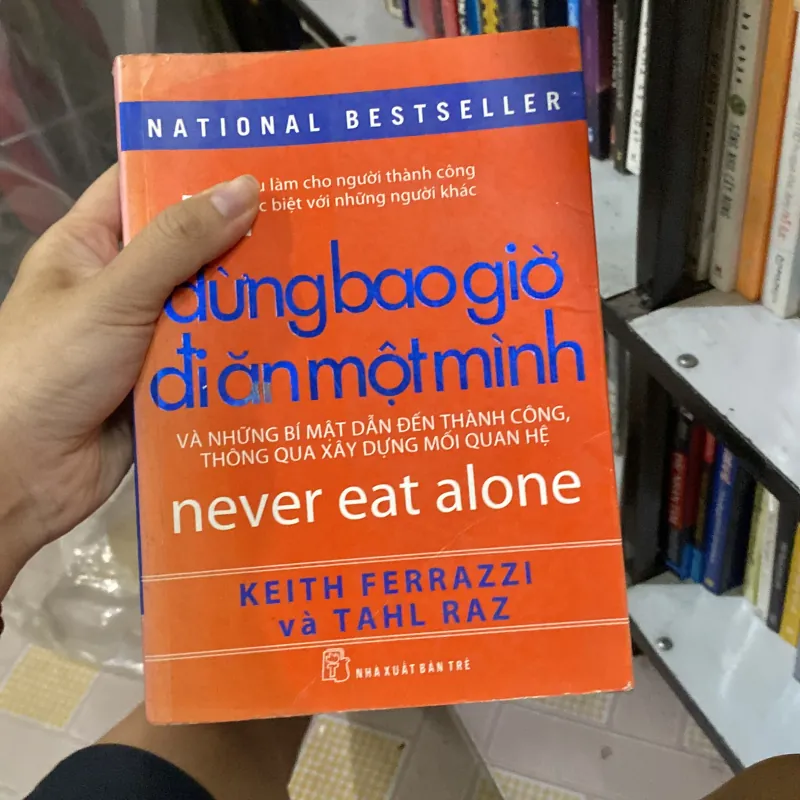 NATIONAL BESTSELLER
làm cho người thành công
biệt với những người khác
đừng bao giờ
đi ăn một mình
VÀ NHỮNG BÍ MẬT DẪN ĐẾN THÀNH CÔNG,
THÔNG QUA XÂY DỰNG MỐI QUAN HỆ
never eat alone
KEITH FERRAZZI
và TAHL RAZ
NHÀ XUẤT BẢN TRẺ